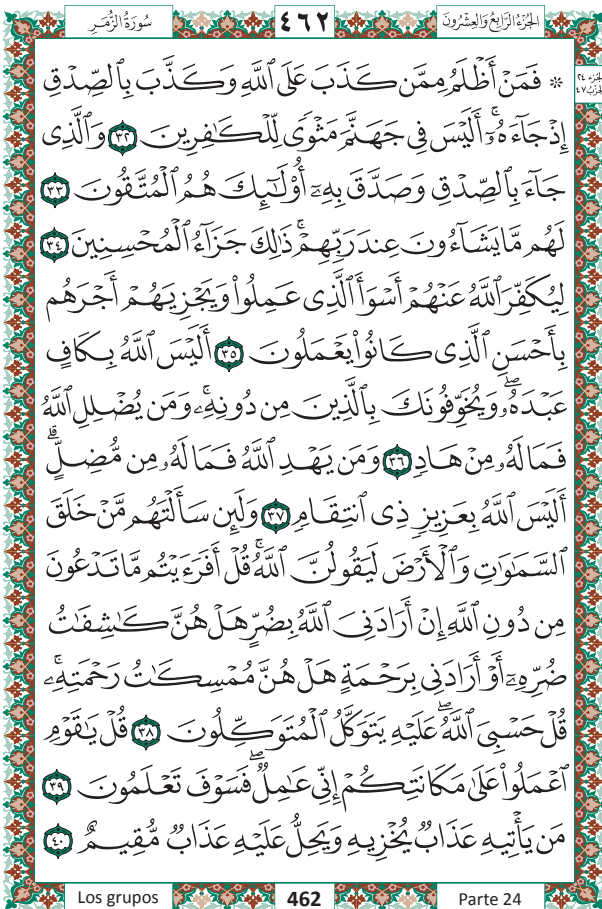 سُورَةُ الزُّمَرِ ٤٦٢ الجُزْءُ الرَّابِعُ وَالعِشْرُونَ
الجزء ٢٤
الحزب ٤٧
۞ فَمَنْ أَظْلَمُ مِمَّن كَذَبَ عَلَى ٱللَّهِ وَكَذَّبَ بِٱلصِّدْقِ
إِذْ جَآءَهُۥٓۚ أَلَيْسَ فِى جَهَنَّمَ مَثْوًى لِّلْكَٰفِرِينَ ٣٢ وَٱلَّذِى
جَآءَ بِٱلصِّدْقِ وَصَدَّقَ بِهِۦٓ أُو۟لَٰٓئِكَ هُمُ ٱلْمُتَّقُونَ ٣٣
لَهُم مَّا يَشَآءُونَ عِندَ رَبِّهِمْۚ ذَٰلِكَ جَزَآءُ ٱلْمُحْسِنِينَ ٣٤
لِيُكَفِّرَ ٱللَّهُ عَنْهُمْ أَسْوَأَ ٱلَّذِى عَمِلُوا۟ وَيَجْزِيَهُمْ أَجْرَهُم
بِأَحْسَنِ ٱلَّذِى كَانُوا۟ يَعْمَلُونَ ٣٥ أَلَيْسَ ٱللَّهُ بِكَافٍ
عَبْدَهُۥۖ وَيُخَوِّفُونَكَ بِٱلَّذِينَ مِن دُونِهِۦۚ وَمَن يُضْلِلِ ٱللَّهُ
فَمَا لَهُۥ مِنْ هَادٍ ٣٦ وَمَن يَهْدِ ٱللَّهُ فَمَا لَهُۥ مِن مُّضِلٍّۗ
أَلَيْسَ ٱللَّهُ بِعَزِيزٍ ذِى ٱنتِقَامٍ ٣٧ وَلَئِن سَأَلْتَهُم مَّنْ خَلَقَ
ٱلسَّمَٰوَٰتِ وَٱلْأَرْضَ لَيَقُولُنَّ ٱللَّهُۚ قُلْ أَفَرَءَيْتُم مَّا تَدْعُونَ
مِن دُونِ ٱللَّهِ إِنْ أَرَادَنِىَ ٱللَّهُ بِضُرٍّ هَلْ هُنَّ كَٰشِفَٰتُ
ضُرِّهِۦٓ أَوْ أَرَادَنِى بِرَحْمَةٍ هَلْ هُنَّ مُمْسِكَٰتُ رَحْمَتِهِۦۚ
قُلْ حَسْبِىَ ٱللَّهُۖ عَلَيْهِ يَتَوَكَّلُ ٱلْمُتَوَكِّلُونَ ٣٨ قُلْ يَٰقَوْمِ
ٱعْمَلُوا۟ عَلَىٰ مَكَانَتِكُمْ إِنِّى عَٰمِلٌۖ فَسَوْفَ تَعْلَمُونَ ٣٩
مَن يَأْتِيهِ عَذَابٌ يُخْزِيهِ وَيَحِلُّ عَلَيْهِ عَذَابٌ مُّقِيمٌ ٤٠
Los grupos 462 Parte 24